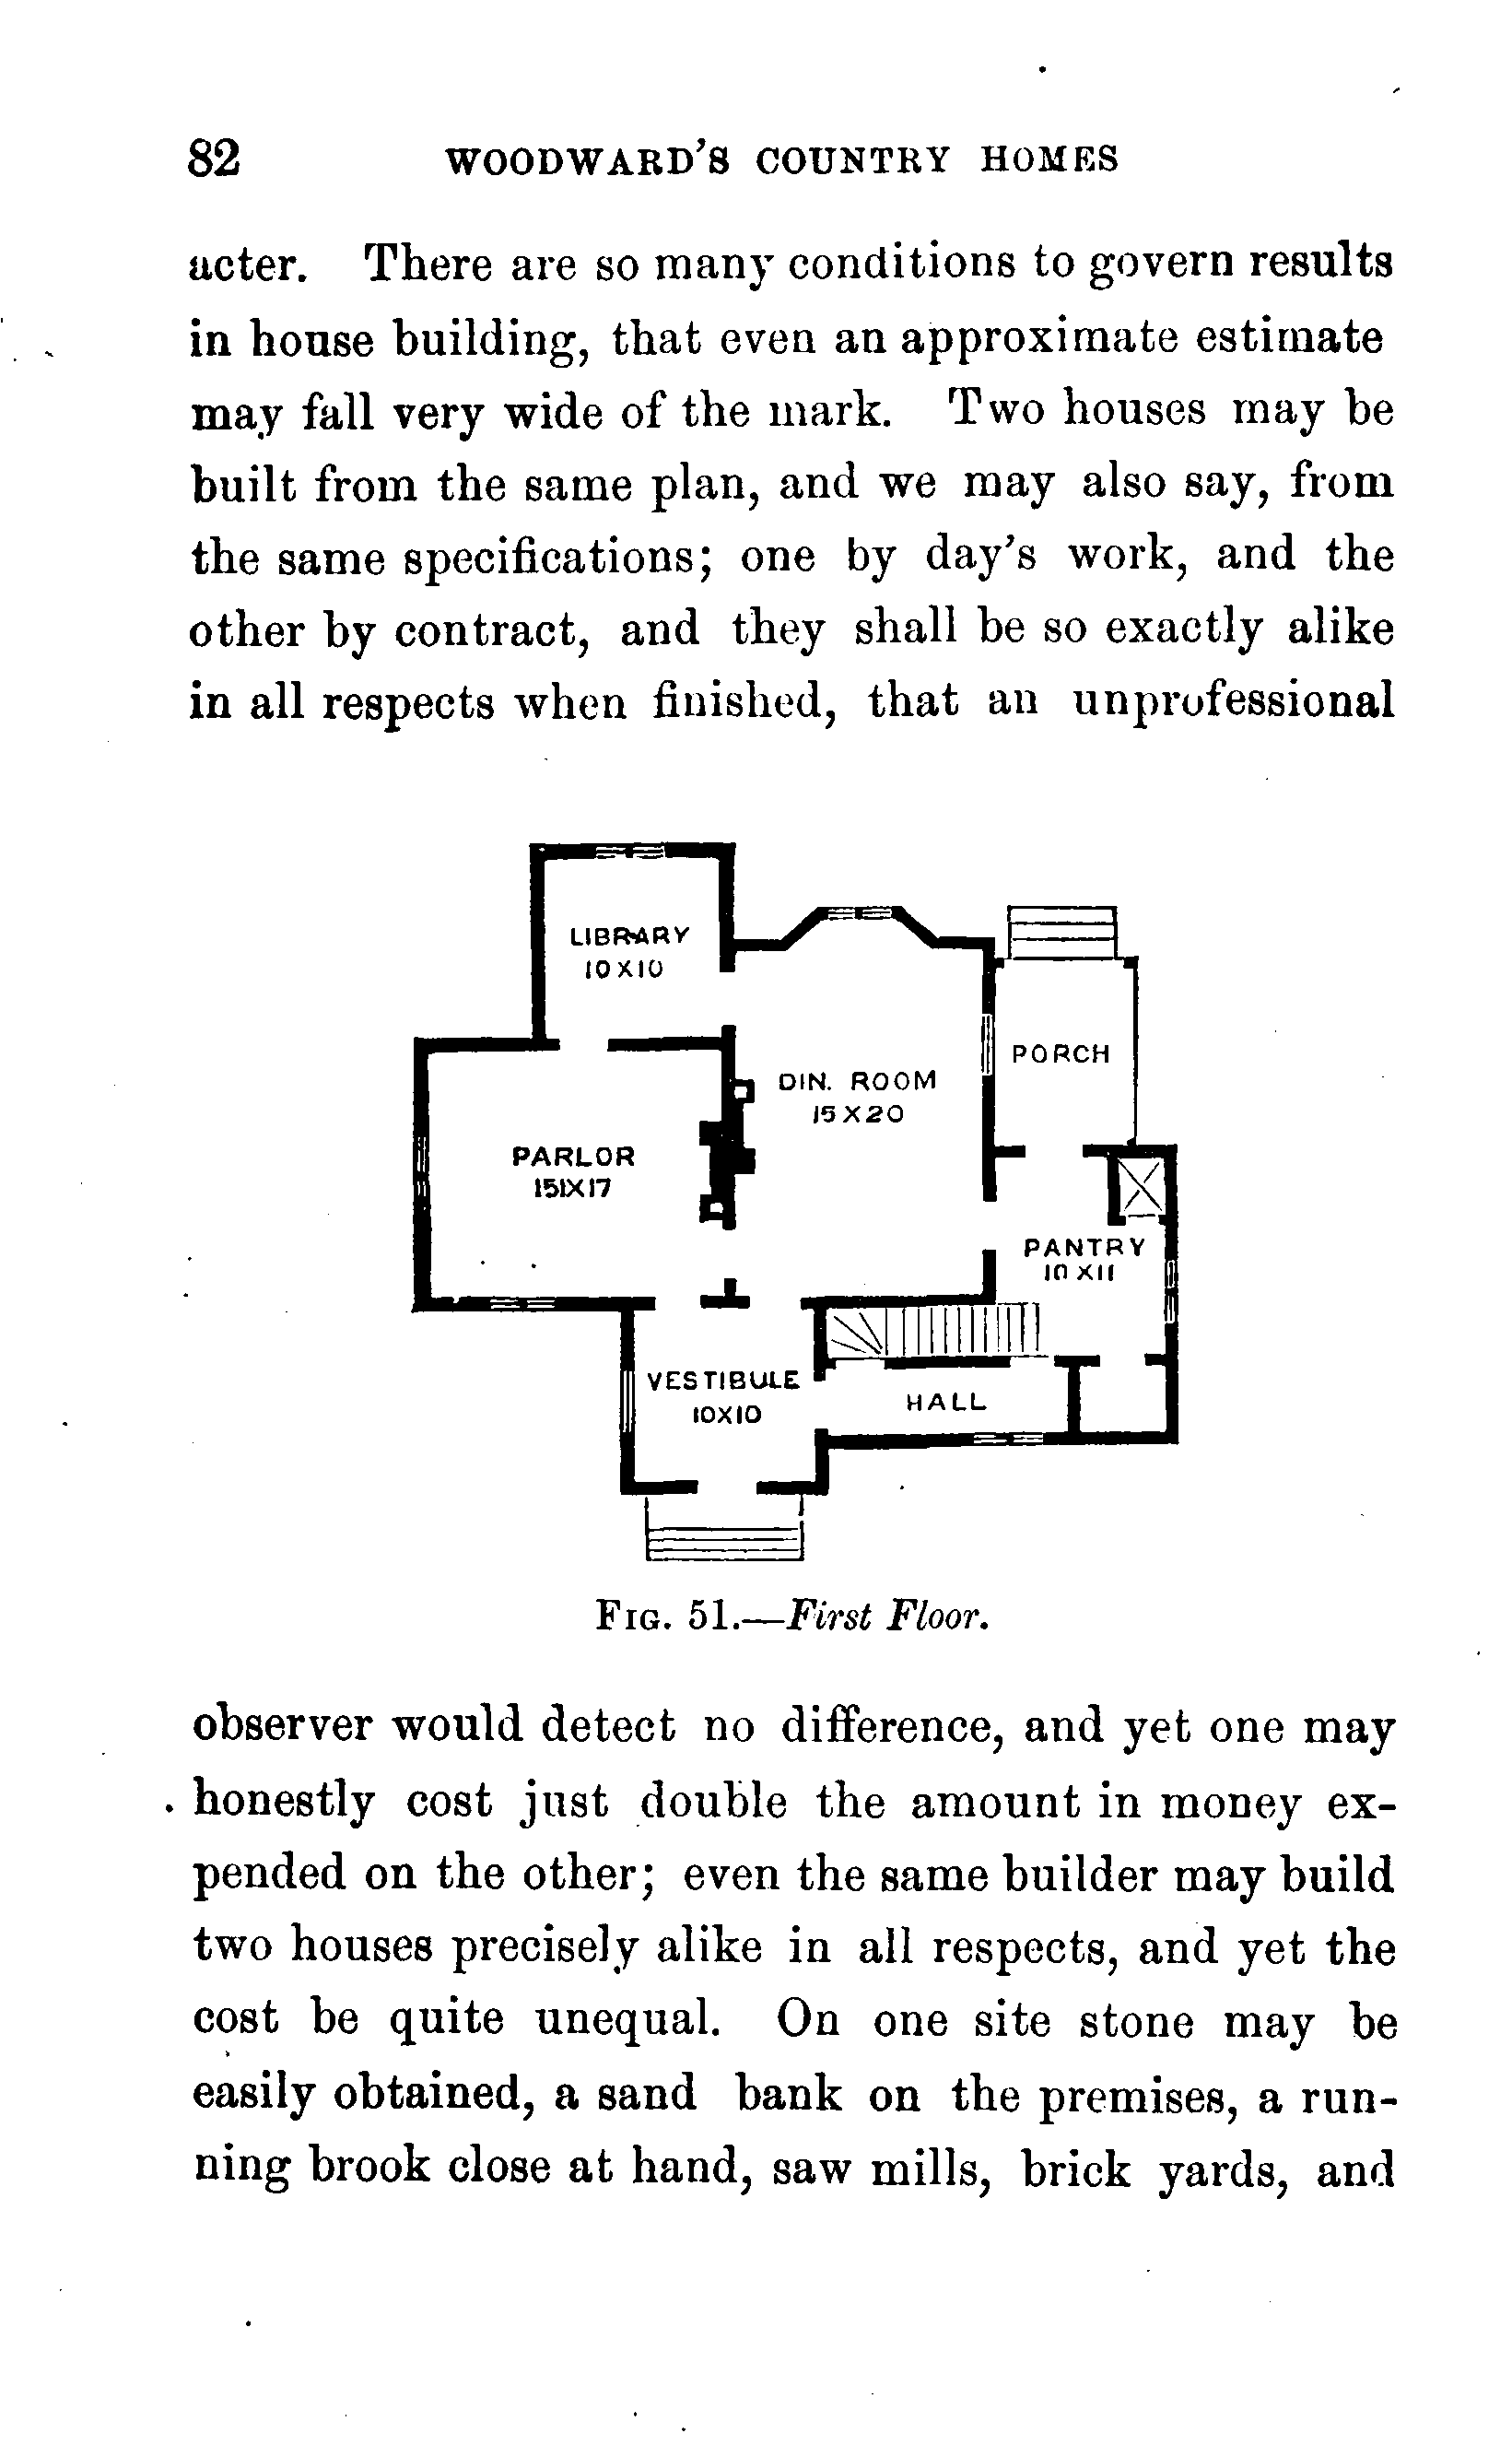 82 WOODWARD'S COUNTRY HOMES
acter. There are so many conditions to govern results
in house building, that even an approximate estimate
may fall very wide of the mark. Two houses may be
built from the same plan, and we may also say, from
the same specifications; one by day's work, and the
other by contract, and they shall be so exactly alike
in all respects when finished, that an unprofessional
LIBRARY
10X10
PORCH
DIN. ROOM
15X20
PARLOR
151X17
PANTRY
10X11
VESTIBULE
10X10
HALL
FIG. 51.—First Floor.
observer would detect no difference, and yet one may
honestly cost just double the amount in money ex-
pended on the other; even the same builder may build
two houses precisely alike in all respects, and yet the
cost be quite unequal. On one site stone may be
easily obtained, a sand bank on the premises, a run-
ning brook close at hand, saw mills, brick yards, and